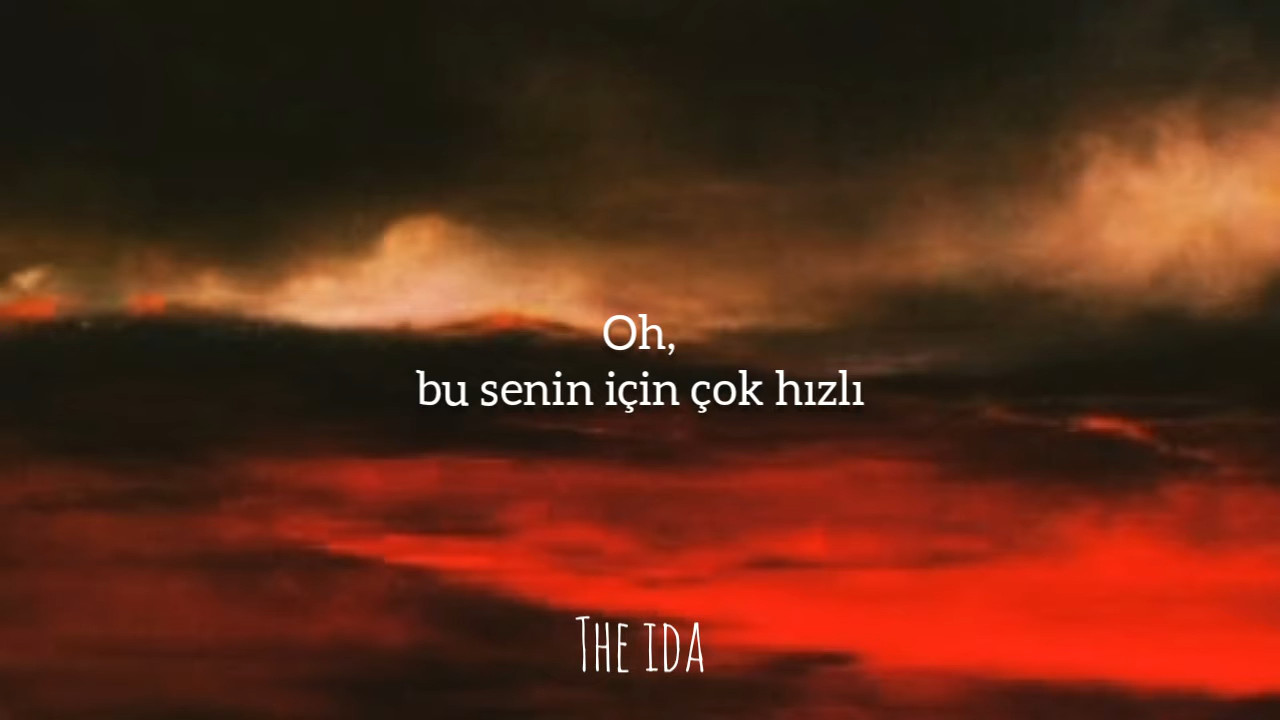 Oh,
bu senin için çok hızlı
THE IDA